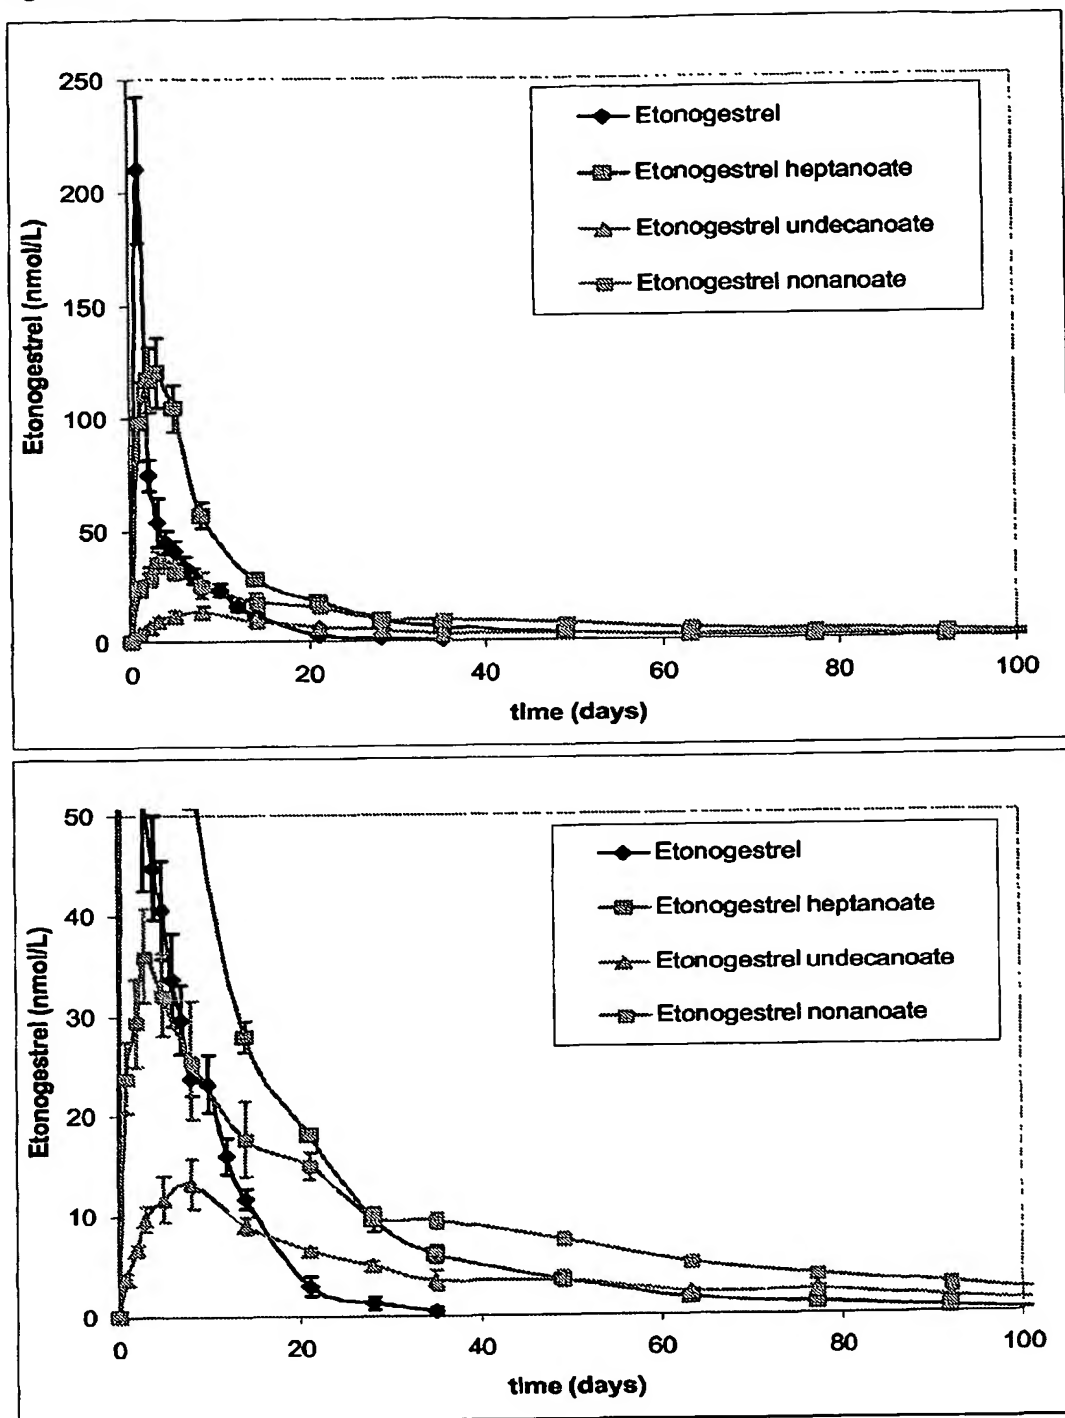 250
200
150
100
50
0
Etonogestrel (nmol/L)
Etonogestrel
Etonogestrel heptanoate
Etonogestrel undecanoate
Etonogestrel nonanoate
0 20 40 60 80 100
time (days)
50
40
30
20
10
0
Etonogestrel (nmol/L)
Etonogestrel
Etonogestrel heptanoate
Etonogestrel undecanoate
Etonogestrel nonanoate
0 20 40 60 80 100
time (days)